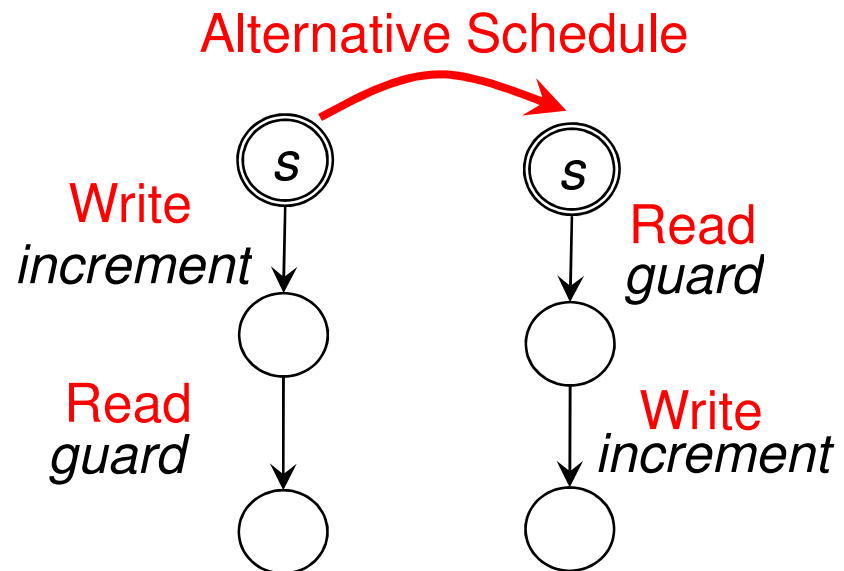 Alternative Schedule
s
Write
increment
Read
guard
s
Read
guard
Write
increment